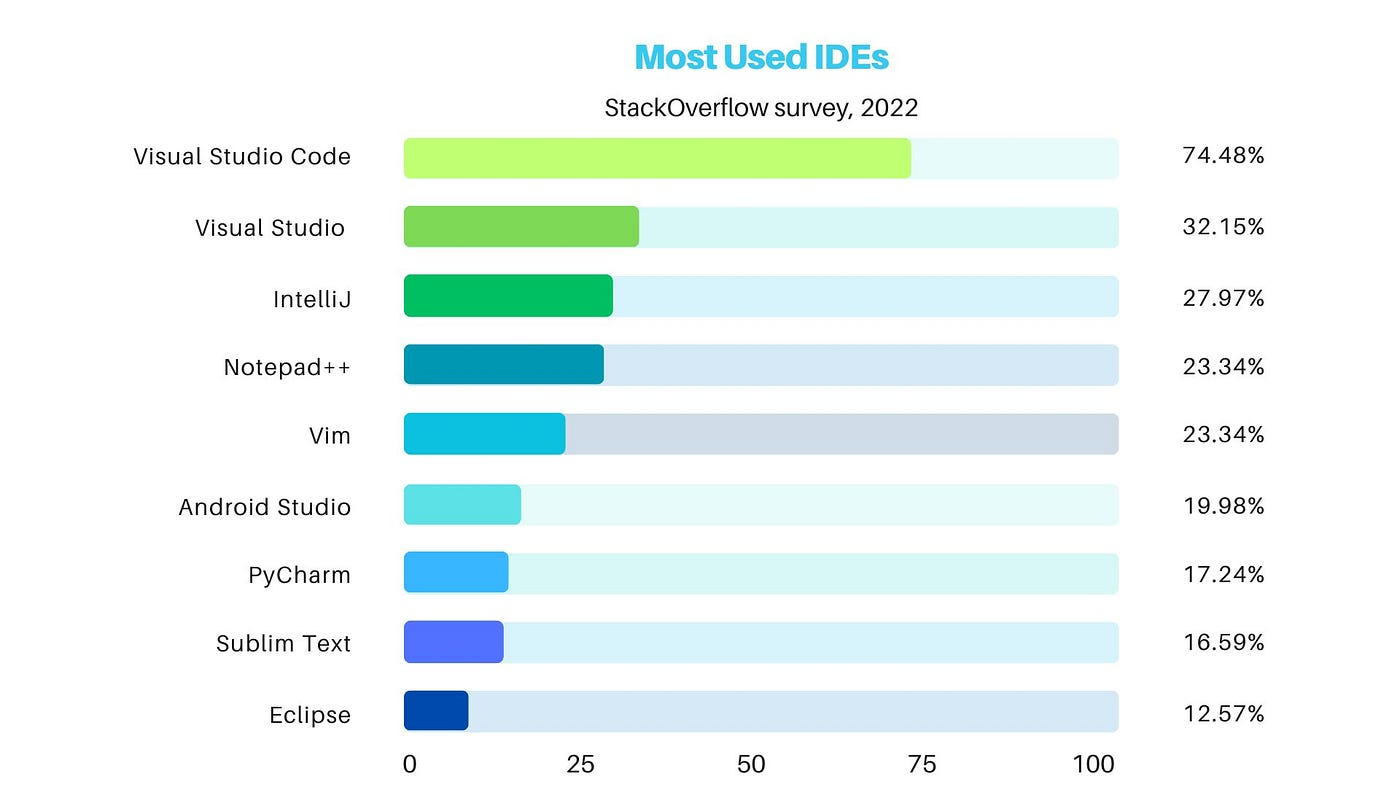 Most Used IDEs
StackOverflow survey, 2022
Visual Studio Code 74.48%
Visual Studio 32.15%
IntelliJ 27.97%
Notepad++ 23.34%
Vim 23.34%
Android Studio 19.98%
PyCharm 17.24%
Sublim Text 16.59%
Eclipse 12.57%
0 25 50 75 100